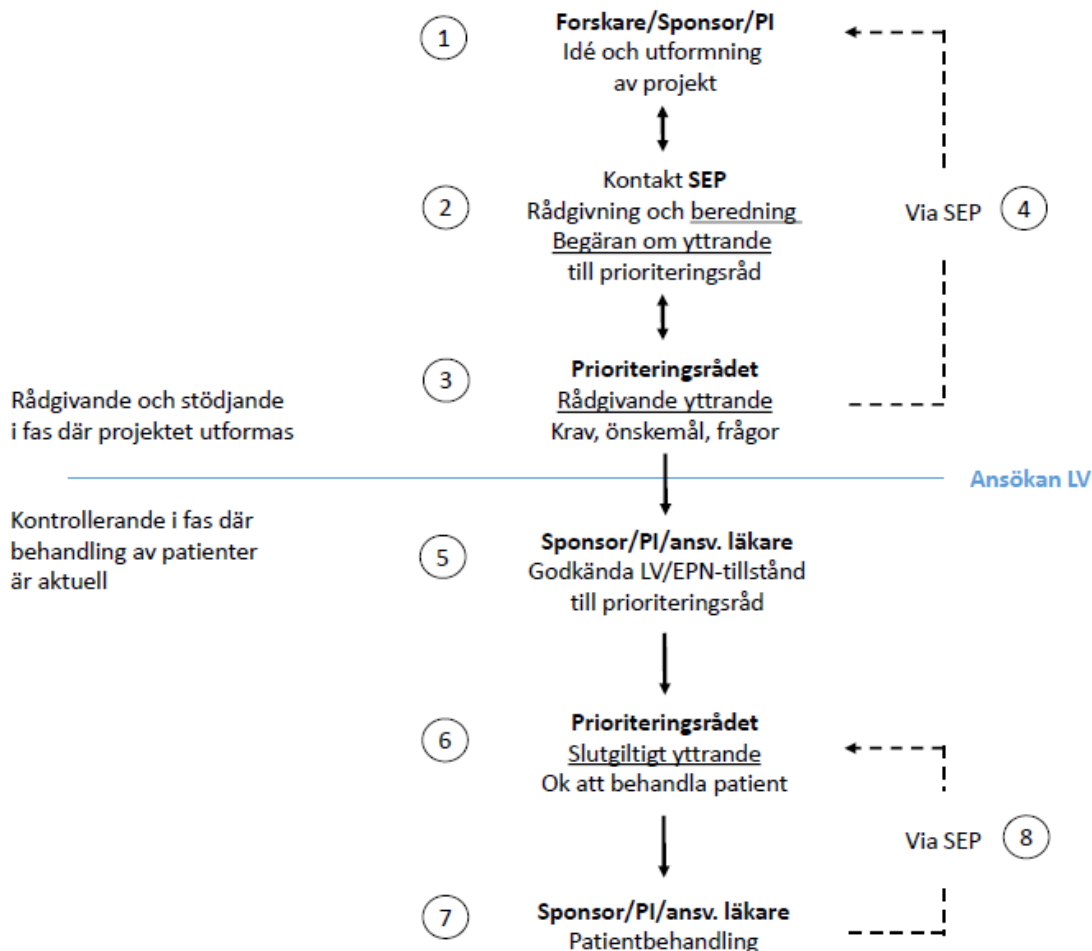 1
Forskare/Sponsor/PI
Idé och utformning
av projekt
2
Kontakt SEP
Rådgivning och beredning
Begäran om yttrande
till prioriteringsråd
Via SEP
4
3
Prioriteringsrådet
Rådgivande yttrande
Krav, önskemål, frågor
Rådgivande och stödjande
i fas där projektet utformas
Ansökan LV
Kontrollerande i fas där
behandling av patienter
är aktuell
5
Sponsor/PI/ansv. läkare
Godkända LV/EPN-tillstånd
till prioriteringsråd
6
Prioriteringsrådet
Slutgiltigt yttrande
Ok att behandla patient
Via SEP
8
7
Sponsor/PI/ansv. läkare
Patientbehandling